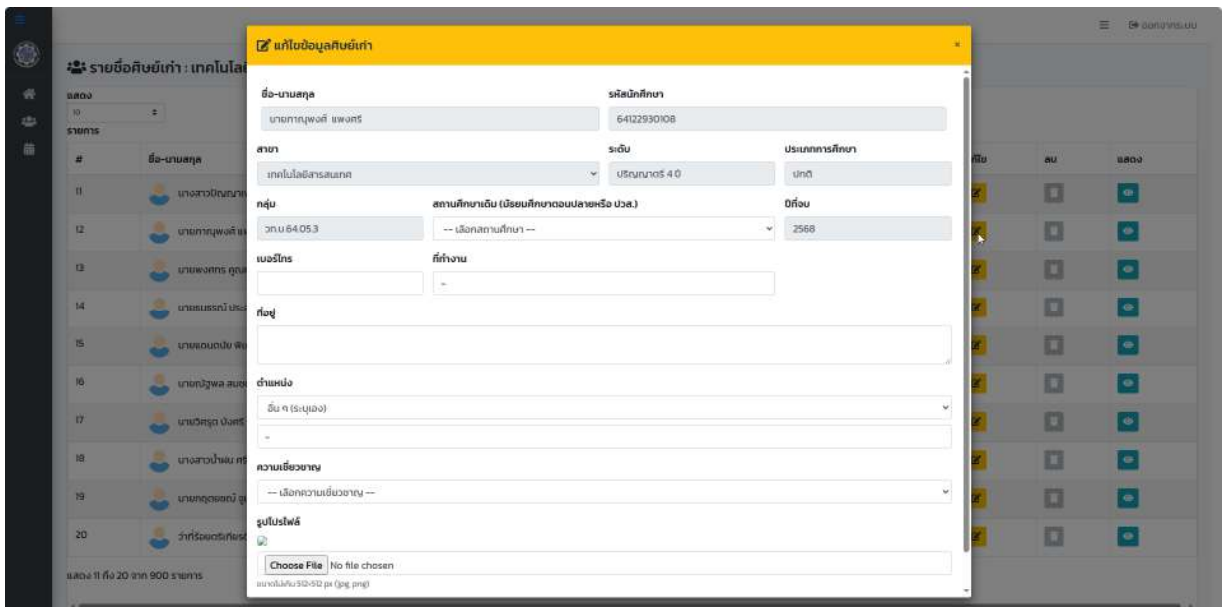 ออกจากระบบ
แก้ไขข้อมูลศิษย์เก่า
×
รายชื่อศิษย์เก่า : เทคโนโลยี
แสดง
10
รายการ
ชื่อ-นามสกุล
รหัสนักศึกษา
นายภาณุพงศ์ แพงศรี
64122930108
สาขา
ระดับ
ประเภทการศึกษา
เทคโนโลยีสารสนเทศ
ปริญญาตรี 4 ปี
ปกติ
กลุ่ม
สถานศึกษาเดิม (มัธยมศึกษาตอนปลายหรือ ปวส.)
ปีที่จบ
วท.บ.64.05.3
-- เลือกสถานศึกษา --
2568
เบอร์โทร
ที่ทำงาน
-
ที่อยู่
ตำแหน่ง
อื่น ๆ (ระบุเอง)
-
ความเชี่ยวชาญ
-- เลือกความเชี่ยวชาญ --
รูปโปรไฟล์
Choose File No file chosen
ขนาดไม่เกิน 512x512 px (jpg, png)
# ชื่อ-นามสกุล ลบ แสดง
11
12
13
14
15
16
17
18
19
20
แสดง 11 ถึง 20 จาก 900 รายการ